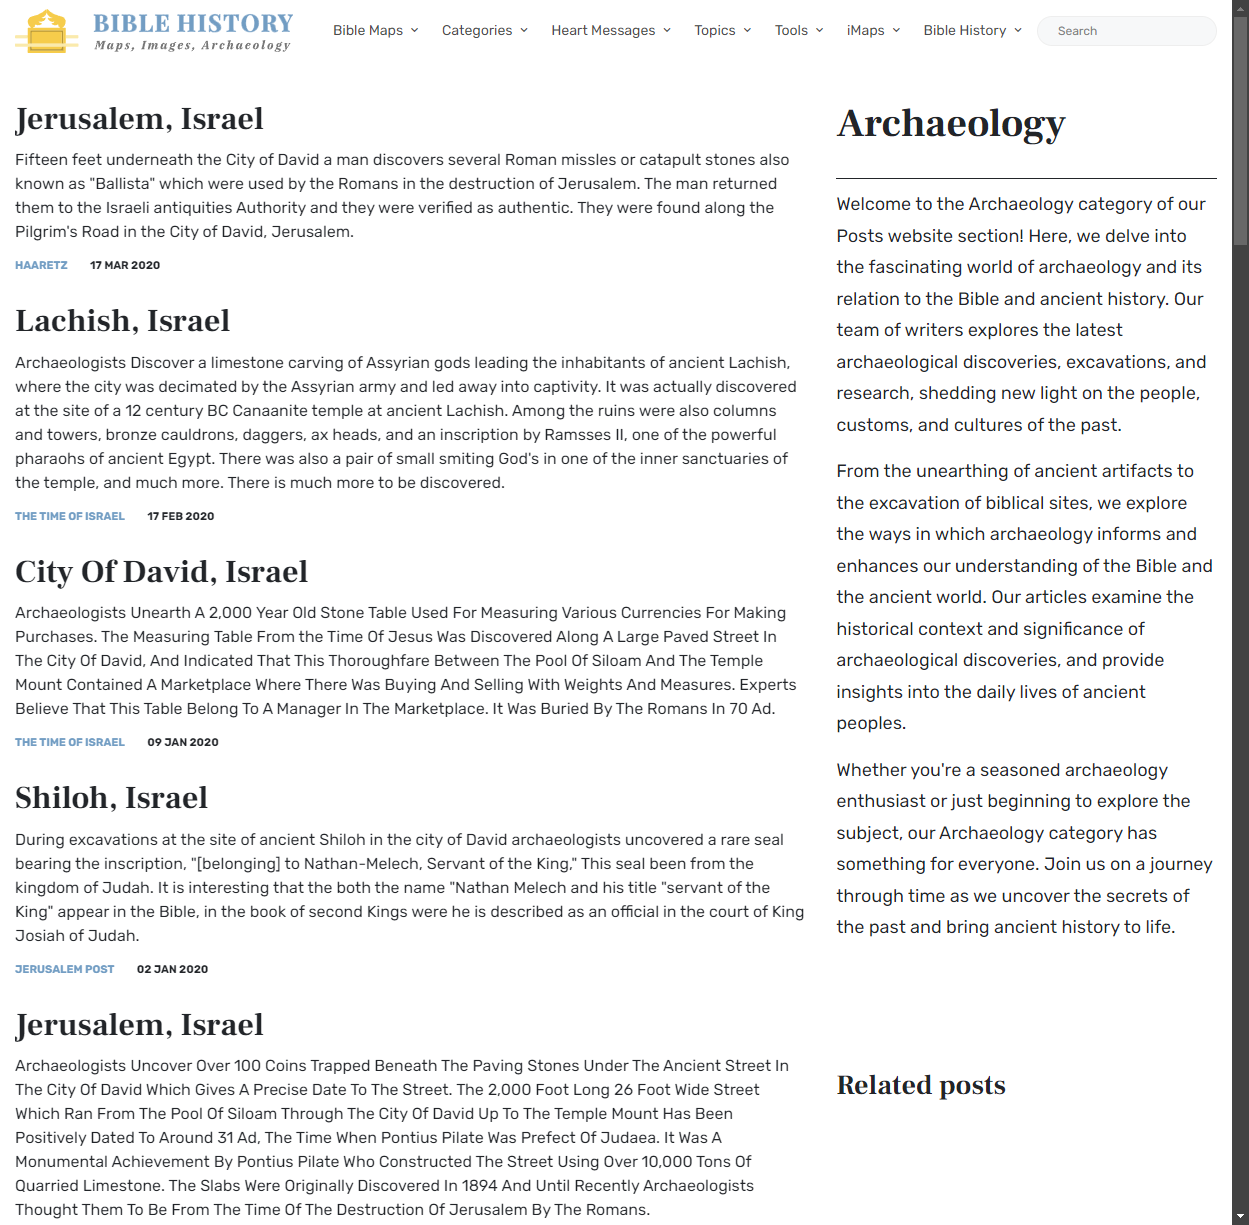 BIBLE HISTORY
Maps, Images, Archaeology
Bible Maps
Categories
Heart Messages
Topics
Tools
iMaps
Bible History
Search
Jerusalem, Israel
Fifteen feet underneath the City of David a man discovers several Roman missles or catapult stones also
known as "Ballista" which were used by the Romans in the destruction of Jerusalem. The man returned
them to the Israeli antiquities Authority and they were verified as authentic. They were found along the
Pilgrim's Road in the City of David, Jerusalem.
HAARETZ 17 MAR 2020
Lachish, Israel
Archaeologists Discover a limestone carving of Assyrian gods leading the inhabitants of ancient Lachish,
where the city was decimated by the Assyrian army and led away into captivity. It was actually discovered
at the site of a 12 century BC Canaanite temple at ancient Lachish. Among the ruins were also columns
and towers, bronze cauldrons, daggers, ax heads, and an inscription by Ramsses II, one of the powerful
pharaohs of ancient Egypt. There was also a pair of small smiting God's in one of the inner sanctuaries of
the temple, and much more. There is much more to be discovered.
THE TIME OF ISRAEL 17 FEB 2020
City Of David, Israel
Archaeologists Unearth A 2,000 Year Old Stone Table Used For Measuring Various Currencies For Making
Purchases. The Measuring Table From the Time Of Jesus Was Discovered Along A Large Paved Street In
The City Of David, And Indicated That This Thoroughfare Between The Pool Of Siloam And The Temple
Mount Contained A Marketplace Where There Was Buying And Selling With Weights And Measures. Experts
Believe That This Table Belong To A Manager In The Marketplace. It Was Buried By The Romans In 70 Ad.
THE TIME OF ISRAEL 09 JAN 2020
Shiloh, Israel
During excavations at the site of ancient Shiloh in the city of David archaeologists uncovered a rare seal
bearing the inscription, "[belonging] to Nathan-Melech, Servant of the King," This seal been from the
kingdom of Judah. It is interesting that the both the name "Nathan Melech and his title "servant of the
King" appear in the Bible, in the book of second Kings were he is described as an official in the court of King
Josiah of Judah.
JERUSALEM POST 02 JAN 2020
Jerusalem, Israel
Archaeologists Uncover Over 100 Coins Trapped Beneath The Paving Stones Under The Ancient Street In
The City Of David Which Gives A Precise Date To The Street. The 2,000 Foot Long 26 Foot Wide Street
Which Ran From The Pool Of Siloam Through The City Of David Up To The Temple Mount Has Been
Positively Dated To Around 31 Ad, The Time When Pontius Pilate Was Prefect Of Judaea. It Was A
Monumental Achievement By Pontius Pilate Who Constructed The Street Using Over 10,000 Tons Of
Quarried Limestone. The Slabs Were Originally Discovered In 1894 And Until Recently Archaeologists
Thought Them To Be From The Time Of The Destruction Of Jerusalem By The Romans.
Archaeology
Welcome to the Archaeology category of our
Posts website section! Here, we delve into
the fascinating world of archaeology and its
relation to the Bible and ancient history. Our
team of writers explores the latest
archaeological discoveries, excavations, and
research, shedding new light on the people,
customs, and cultures of the past.
From the unearthing of ancient artifacts to
the excavation of biblical sites, we explore
the ways in which archaeology informs and
enhances our understanding of the Bible and
the ancient world. Our articles examine the
historical context and significance of
archaeological discoveries, and provide
insights into the daily lives of ancient
peoples.
Whether you're a seasoned archaeology
enthusiast or just beginning to explore the
subject, our Archaeology category has
something for everyone. Join us on a journey
through time as we uncover the secrets of
the past and bring ancient history to life.
Related posts